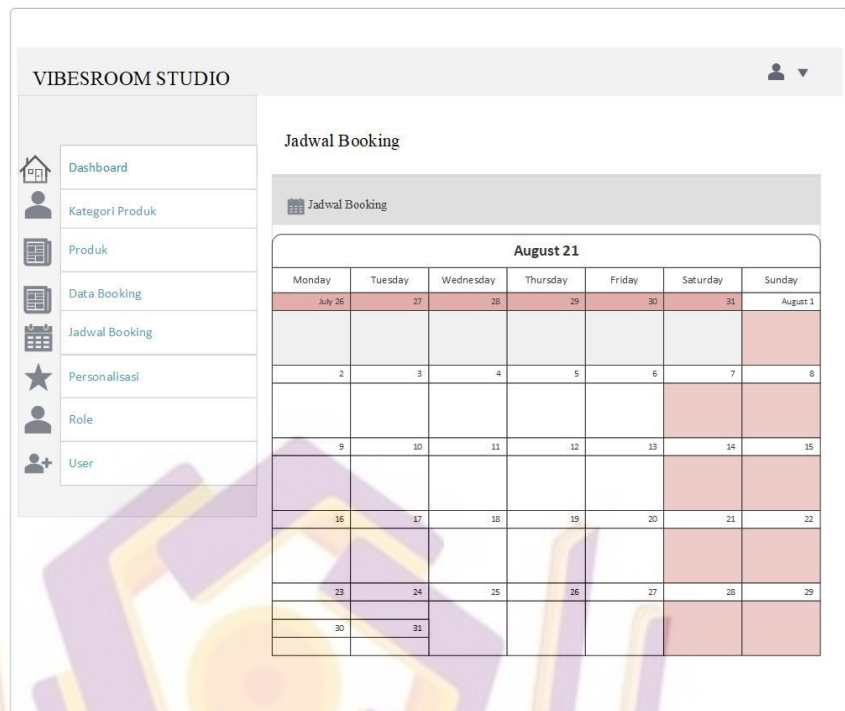 VIBESROOM STUDIO
Jadwal Booking
Dashboard
Kategori Produk
Produk
Data Booking
Jadwal Booking
Personalisasi
Role
User
Jadwal Booking
August 21
Monday Tuesday Wednesday Thursday Friday Saturday Sunday
July 26 27 28 29 30 31 August 1
2 3 4 5 6 7 8
9 10 11 12 13 14 15
16 17 18 19 20 21 22
23 24 25 26 27 28 29
30 31